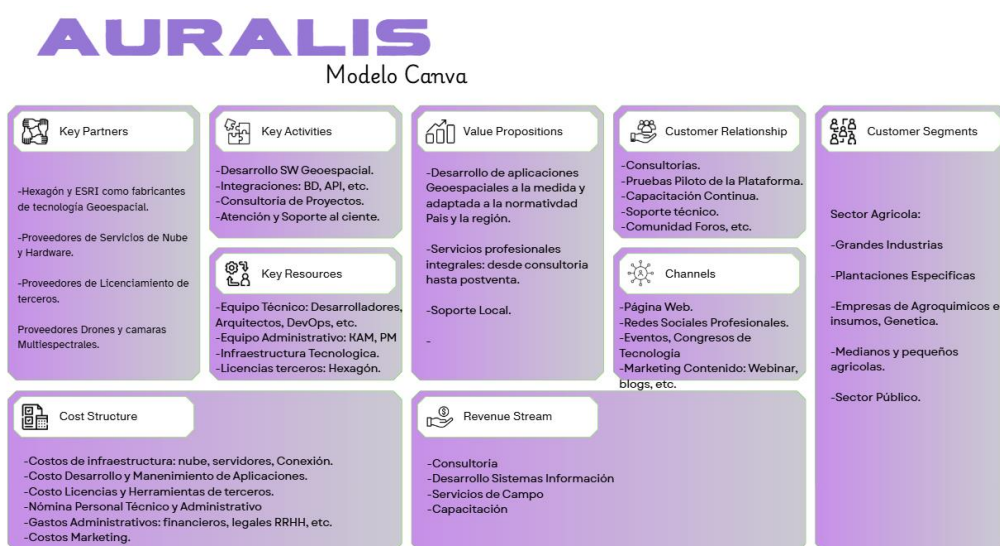 AURALIS
Modelo Canva
Key Partners
-Hexagón y ESRI como fabricantes
de tecnología Geoespacial.
-Proveedores de Servicios de Nube
y Hardware.
-Proveedores de Licenciamiento de
terceros.
Proveedores Drones y camaras
Multiespectrales.
Key Activities
-Desarrollo SW Geoespacial.
-Integraciones: BD, API, etc.
-Consultoría de Proyectos.
-Atención y Soporte al ciente.
Key Resources
-Equipo Técnico: Desarrolladores,
Arquitectos, DevOps, etc.
-Equipo Administrativo: KAM, PM
-Infraestructura Tecnologica.
-Licencias terceros: Hexagón.
Value Propositions
-Desarrollo de aplicaciones
Geoespaciales a la medida y
adaptada a la normativdad
Pais y la región.
-Servicios profesionales
integrales: desde consultoria
hasta postventa.
-Soporte Local.
-
Customer Relationship
-Consultorias.
-Pruebas Piloto de la Plataforma.
-Capacitación Continua.
-Soporte técnico.
-Comunidad Foros, etc.
Channels
-Página Web.
-Redes Sociales Profesionales.
-Eventos, Congresos de
Tecnologia
-Marketing Contenido: Webinar,
blogs, etc.
Customer Segments
Sector Agricola:
-Grandes Industrias
-Plantaciones Especificas
-Empresas de Agroquimicos e
insumos, Genetica.
-Medianos y pequeños
agricolas.
-Sector Público.
Cost Structure
-Costos de infraestructura: nube, servidores, Conexión.
-Costo Desarrollo y Manenimiento de Aplicaciones.
-Costo Licencias y Herramientas de terceros.
-Nómina Personal Técnico y Administrativo
-Gastos Administrativos: financieros, legales RRHH, etc.
-Costos Marketing.
Revenue Stream
-Consultoria
-Desarrollo Sistemas Información
-Servicios de Campo
-Capacitación